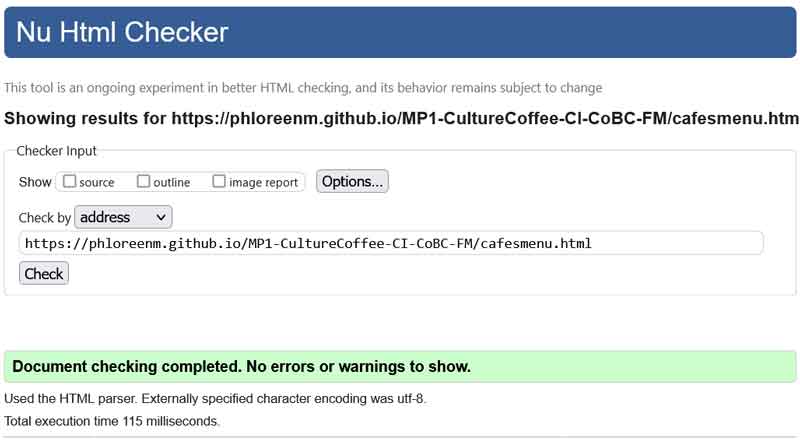 Nu Html Checker
This tool is an ongoing experiment in better HTML checking, and its behavior remains subject to change
Showing results for https://phloreenm.github.io/MP1-CultureCoffee-CI-CoBC-FM/cafesmenu.htm
Checker Input
Show source outline image report Options...
Check by address
https://phloreenm.github.io/MP1-CultureCoffee-CI-CoBC-FM/cafesmenu.html
Check
Document checking completed. No errors or warnings to show.
Used the HTML parser. Externally specified character encoding was utf-8.
Total execution time 115 milliseconds.